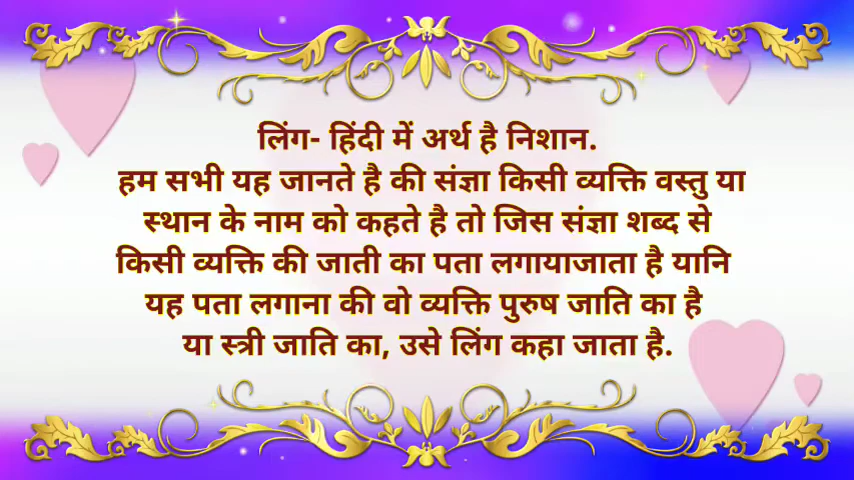 लिंग- हिंदी में अर्थ है निशान.
हम सभी यह जानते है की संज्ञा किसी व्यक्ति वस्तु या
स्थान के नाम को कहते है तो जिस संज्ञा शब्द से
किसी व्यक्ति की जाती का पता लगायाजाता है यानि
यह पता लगाना की वो व्यक्ति पुरुष जाति का है
या स्त्री जाति का, उसे लिंग कहा जाता है.